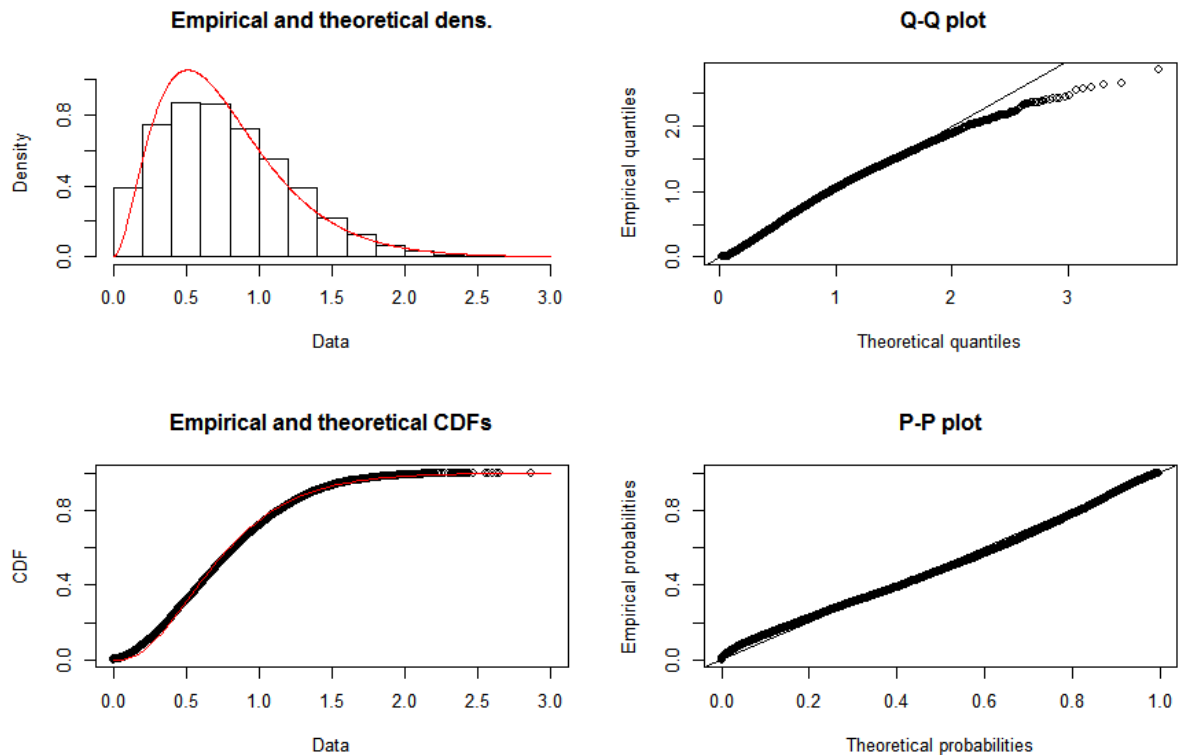 Empirical and theoretical dens.
Density
0.0 0.4 0.8
0.0 0.5 1.0 1.5 2.0 2.5 3.0
Data
Q-Q plot
Empirical quantiles
0.0 1.0 2.0
0 1 2 3
Theoretical quantiles
Empirical and theoretical CDFs
CDF
0.0 0.4 0.8
0.0 0.5 1.0 1.5 2.0 2.5 3.0
Data
P-P plot
Empirical probabilities
0.0 0.4 0.8
0.0 0.2 0.4 0.6 0.8 1.0
Theoretical probabilities